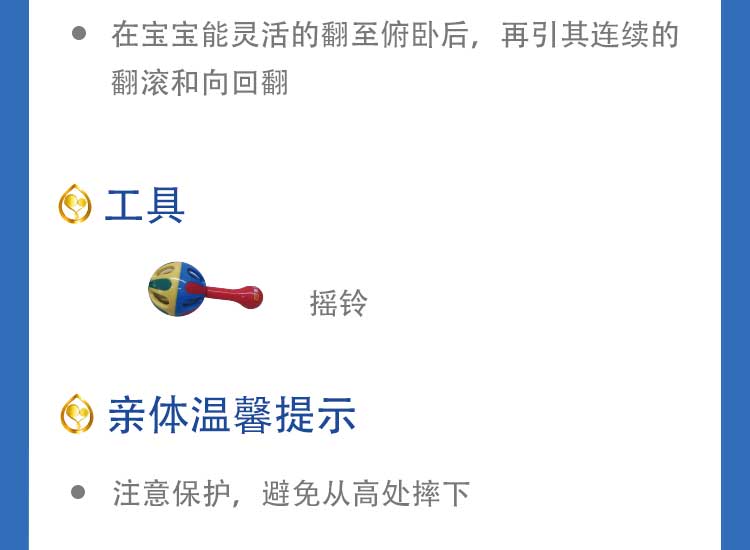 在宝宝能灵活的翻至俯卧后，再引其连续的
翻滚和向回翻
工具
摇铃
亲体温馨提示
注意保护，避免从高处摔下